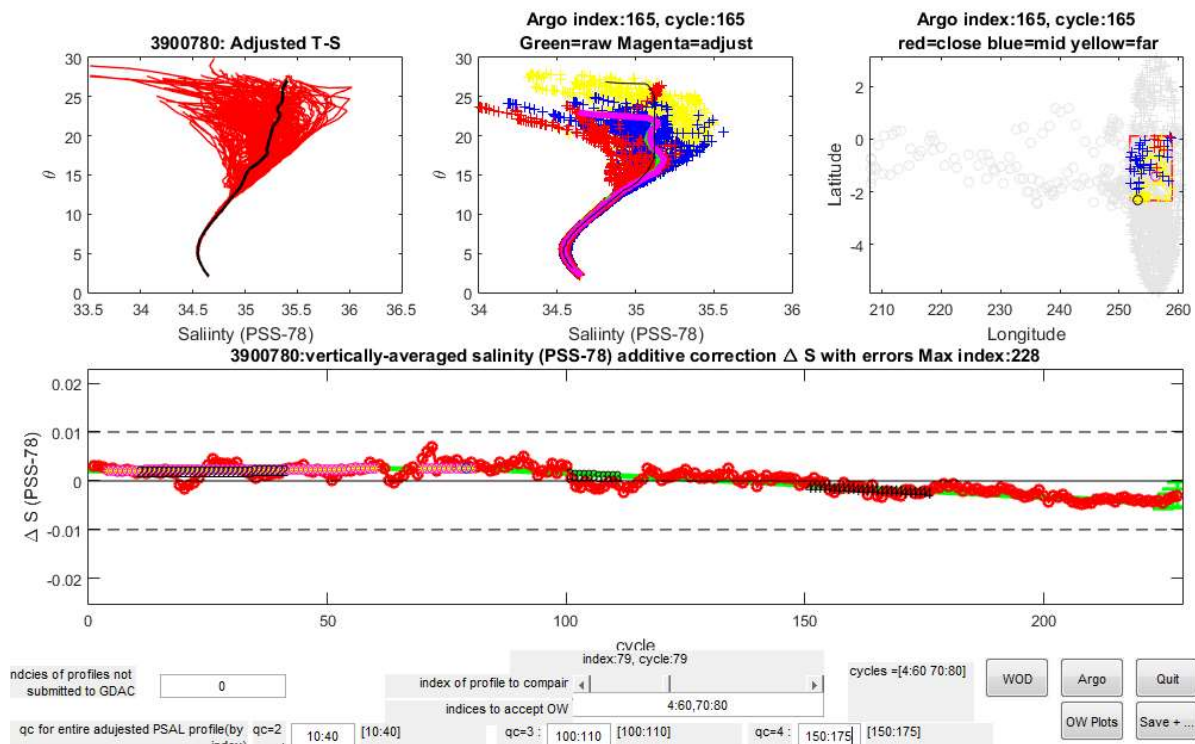 3900780: Adjusted T-S
30
25
20
15
10
5
0
θ
33.5 34 34.5 35 35.5 36 36.5
Saliinty (PSS-78)
Argo index:165, cycle:165
Green=raw Magenta=adjust
30
25
20
15
10
5
0
θ
34 34.5 35 35.5 36
Saliinty (PSS-78)
Argo index:165, cycle:165
red=close blue=mid yellow=far
2
0
-2
-4
Latitude
210 220 230 240 250 260
Longitude
3900780:vertically-averaged salinity (PSS-78) additive correction Δ S with errors Max index:228
0.02
0.01
0
-0.01
-0.02
Δ S (PSS-78)
0 50 100 150 200
cycle
ndcies of profiles not
submitted to GDAC
0
index:79, cycle:79
index of profile to compair
indices to accept OW
4:60,70:80
cycles =[4:60 70:80]
WOD
Argo
Quit
OW Plots
Save + ...
qc for entire adujested PSAL profile(by
index)
qc=2
10:40
[10:40]
qc=3 :
100:110
[100:110]
qc=4 :
150:175
[150:175]